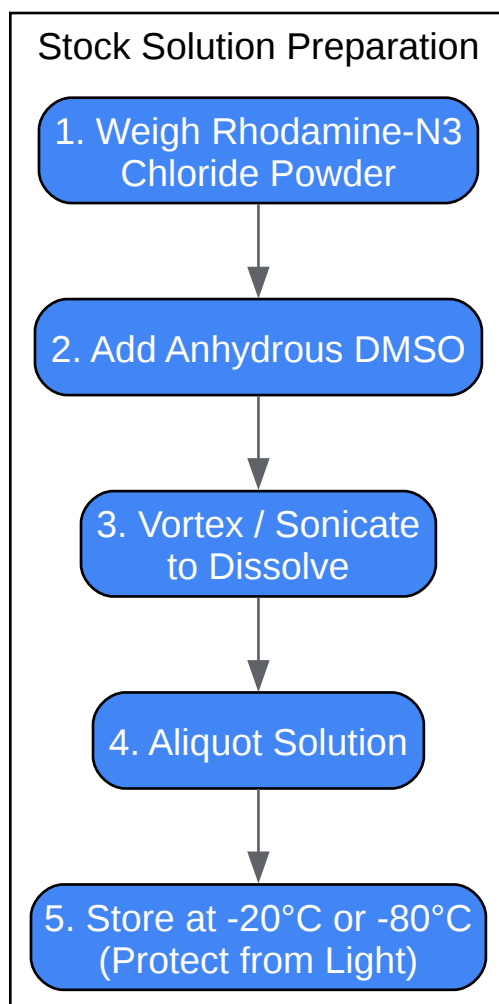 Stock Solution Preparation
1. Weigh Rhodamine-N3
Chloride Powder
2. Add Anhydrous DMSO
3. Vortex / Sonicate
to Dissolve
4. Aliquot Solution
5. Store at -20°C or -80°C
(Protect from Light)